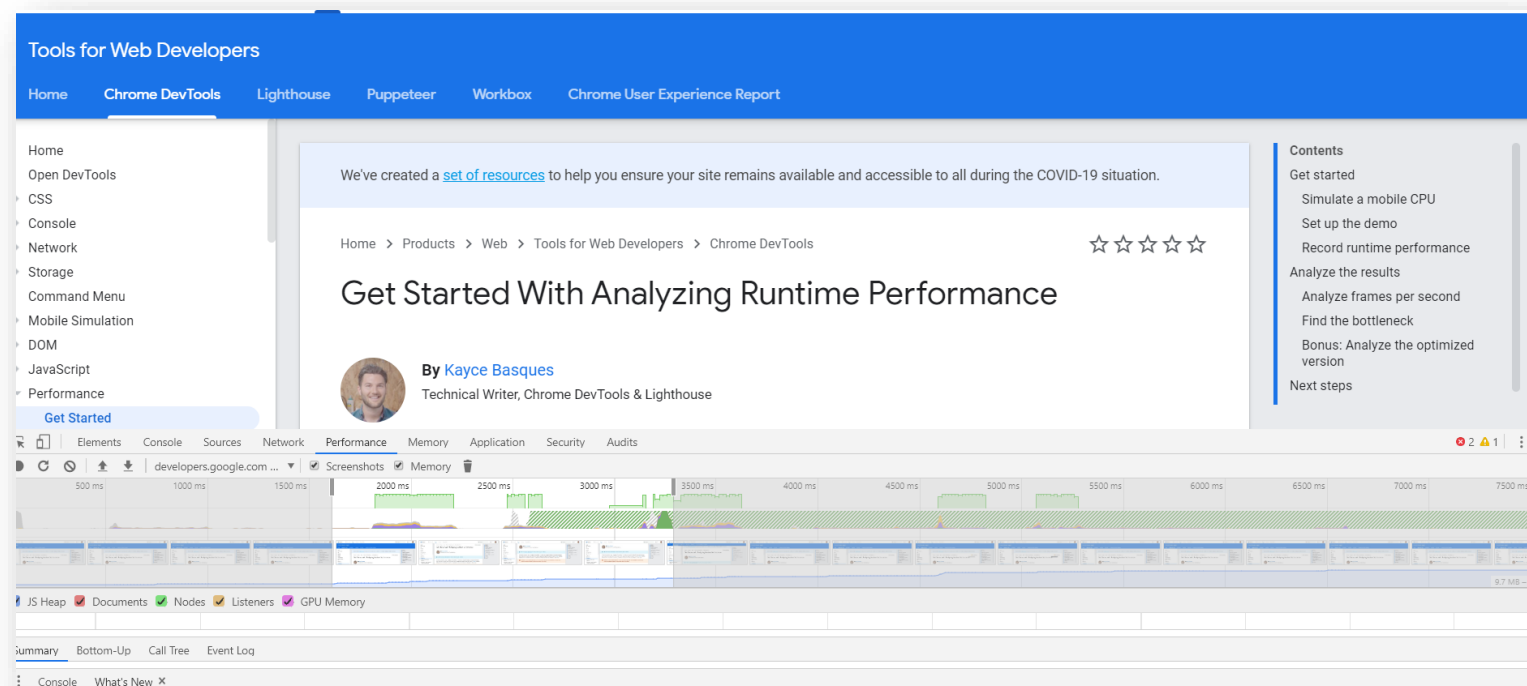 Tools for Web Developers
Home Chrome DevTools Lighthouse Puppeteer Workbox Chrome User Experience Report
Home
Open DevTools
CSS
Console
Network
Storage
Command Menu
Mobile Simulation
DOM
JavaScript
Performance
Get Started
We've created a set of resources to help you ensure your site remains available and accessible to all during the COVID-19 situation.
Home > Products > Web > Tools for Web Developers > Chrome DevTools
Get Started With Analyzing Runtime Performance
By Kayce Basques
Technical Writer, Chrome DevTools & Lighthouse
Contents
Get started
Simulate a mobile CPU
Set up the demo
Record runtime performance
Analyze the results
Analyze frames per second
Find the bottleneck
Bonus: Analyze the optimized
version
Next steps
Elements Console Sources Network Performance Memory Application Security Audits 2 1
developers.google.com ... Screenshots Memory
500 ms 1000 ms 1500 ms 2000 ms 2500 ms 3000 ms 3500 ms 4000 ms 4500 ms 5000 ms 5500 ms 6000 ms 6500 ms 7000 ms 7500 ms
9.7 MB –
JS Heap Documents Nodes Listeners GPU Memory
Summary Bottom-Up Call Tree Event Log
Console What's New ×